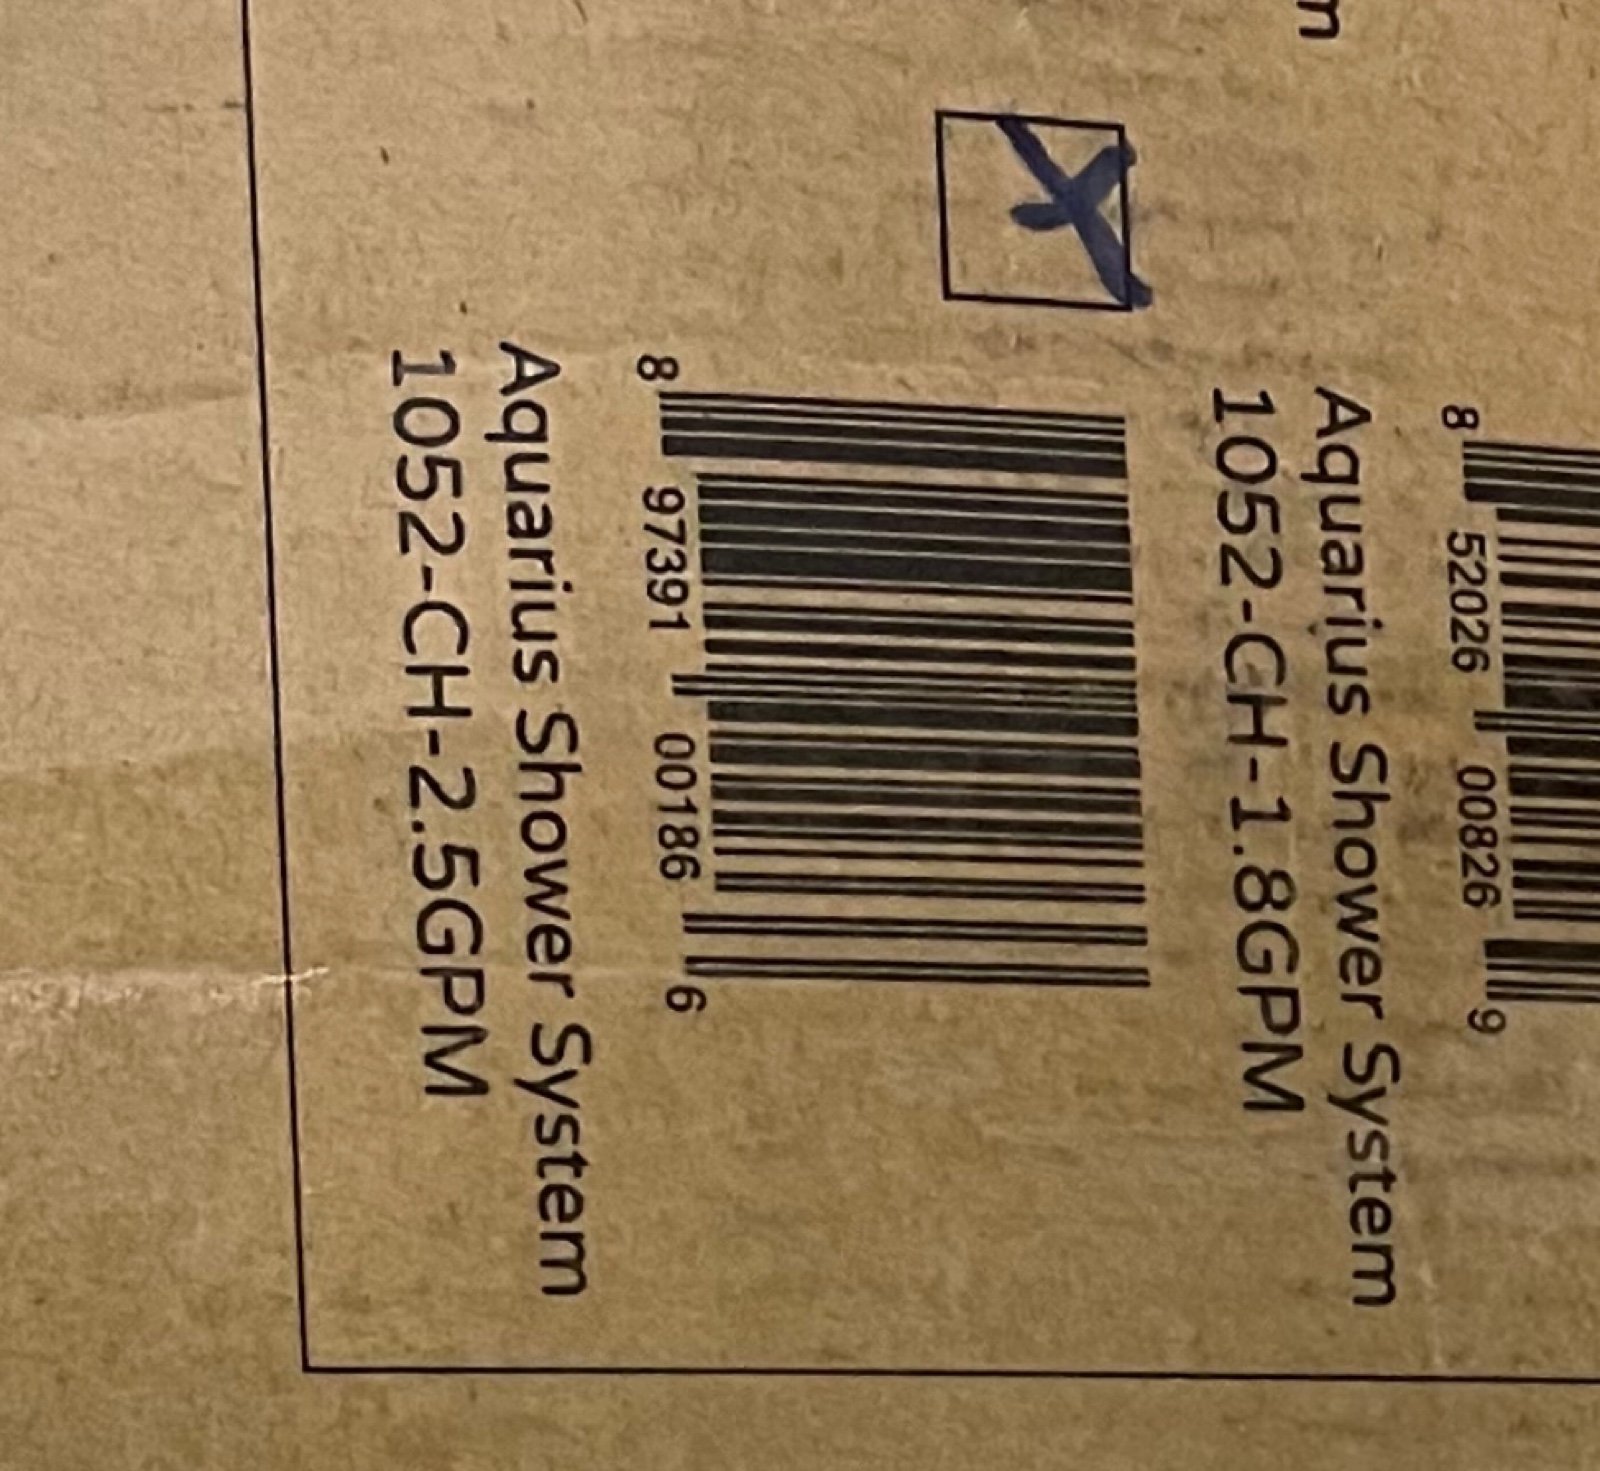 m
8 52026 00826 9
Aquarius Shower System
1052-CH-1.8GPM
8 97391 00186 6
Aquarius Shower System
1052-CH-2.5GPM